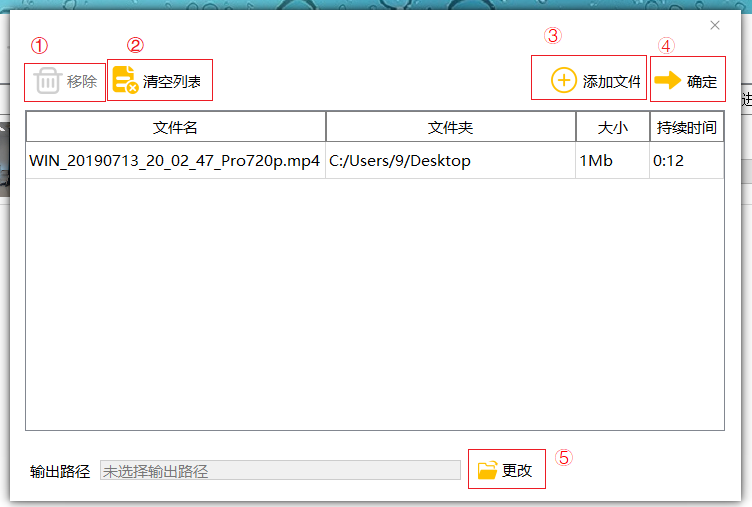 ① ② ③ ④
移除 清空列表 添加文件 确定
进
文件名 文件夹 大小 持续时间
WIN_20190713_20_02_47_Pro720p.mp4 C:/Users/9/Desktop 1Mb 0:12
输出路径 未选择输出路径 更改 ⑤